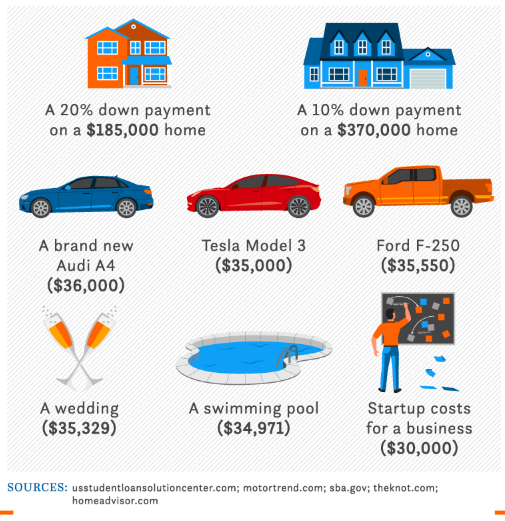 A 20% down payment
on a $185,000 home
A 10% down payment
on a $370,000 home
A brand new
Audi A4
($36,000)
Tesla Model 3
($35,000)
Ford F-250
($35,550)
A wedding
($35,329)
A swimming pool
($34,971)
Startup costs
for a business
($30,000)
SOURCES: usstudentloansolutioncenter.com; motortrend.com; sba.gov; theknot.com;
homeadvisor.com